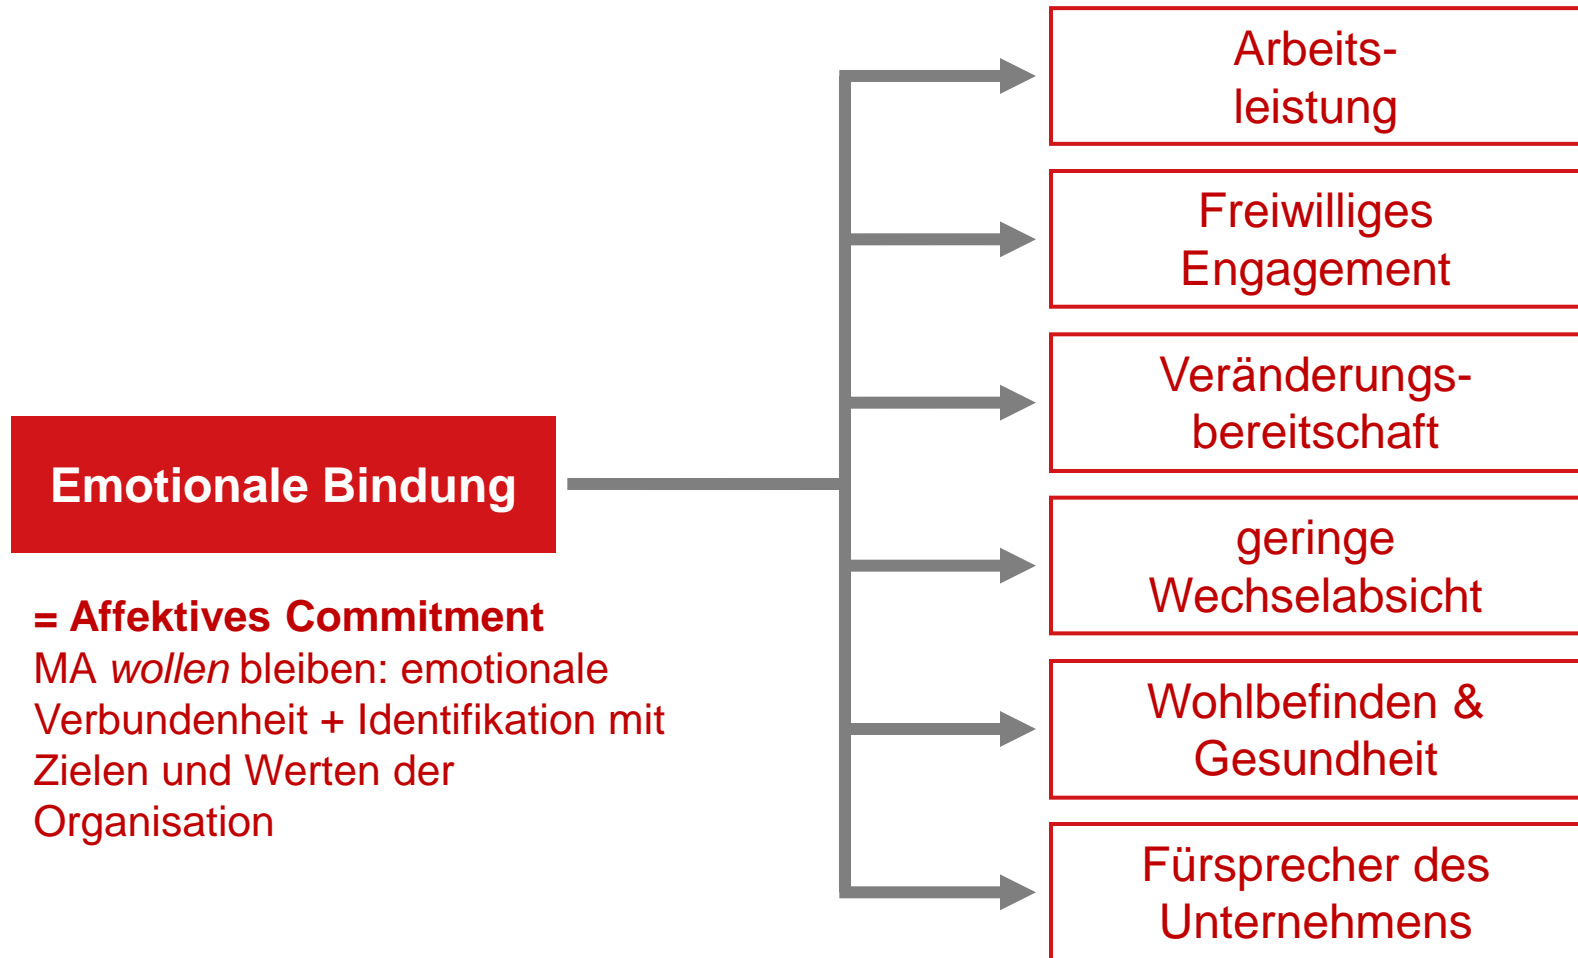 Arbeits-
leistung
Freiwilliges
Engagement
Veränderungs-
bereitschaft
Emotionale Bindung
geringe
Wechselabsicht
= Affektives Commitment
MA wollen bleiben: emotionale
Verbundenheit + Identifikation mit
Zielen und Werten der
Organisation
Wohlbefinden &
Gesundheit
Fürsprecher des
Unternehmens